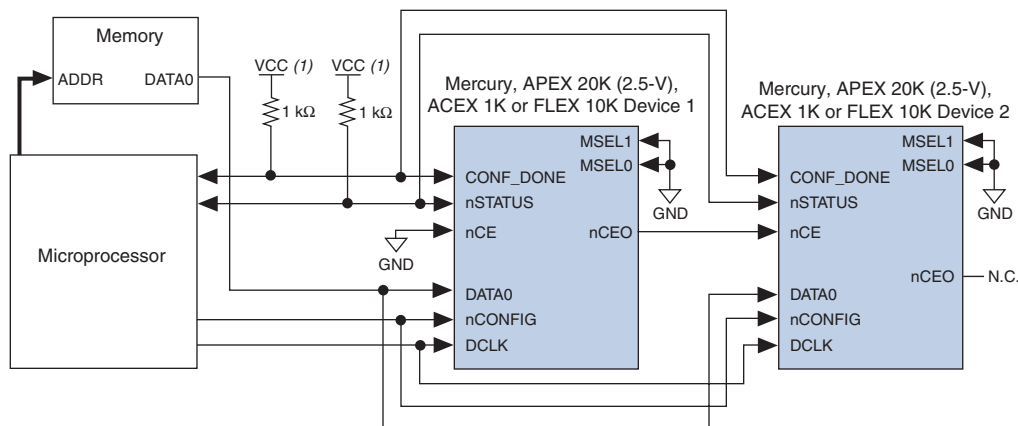 Memory
ADDR
DATA0
VCC (1)
VCC (1)
1 kΩ
1 kΩ
Microprocessor
Mercury, APEX 20K (2.5-V),
ACEX 1K or FLEX 10K Device 1
MSEL1
MSEL0
GND
CONF_DONE
nSTATUS
nCE
GND
nCEO
DATA0
nCONFIG
DCLK
Mercury, APEX 20K (2.5-V),
ACEX 1K or FLEX 10K Device 2
MSEL1
MSEL0
GND
CONF_DONE
nSTATUS
nCE
nCEO
N.C.
DATA0
nCONFIG
DCLK